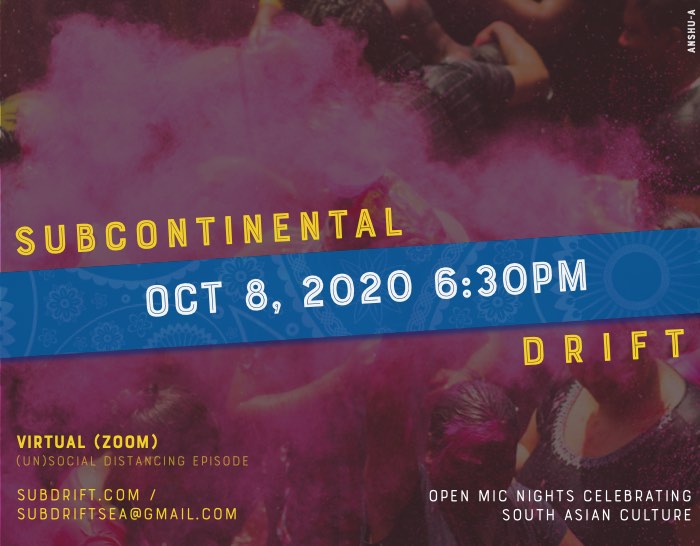 ANSHU-A
SUBCONTINENTAL
OCT 8, 2020 6:30PM
DRIFT
VIRTUAL (ZOOM)
(UN)SOCIAL DISTANCING EPISODE
SUBDRIFT.COM /
SUBDRIFTSEA@GMAIL.COM
OPEN MIC NIGHTS CELEBRATING
SOUTH ASIAN CULTURE